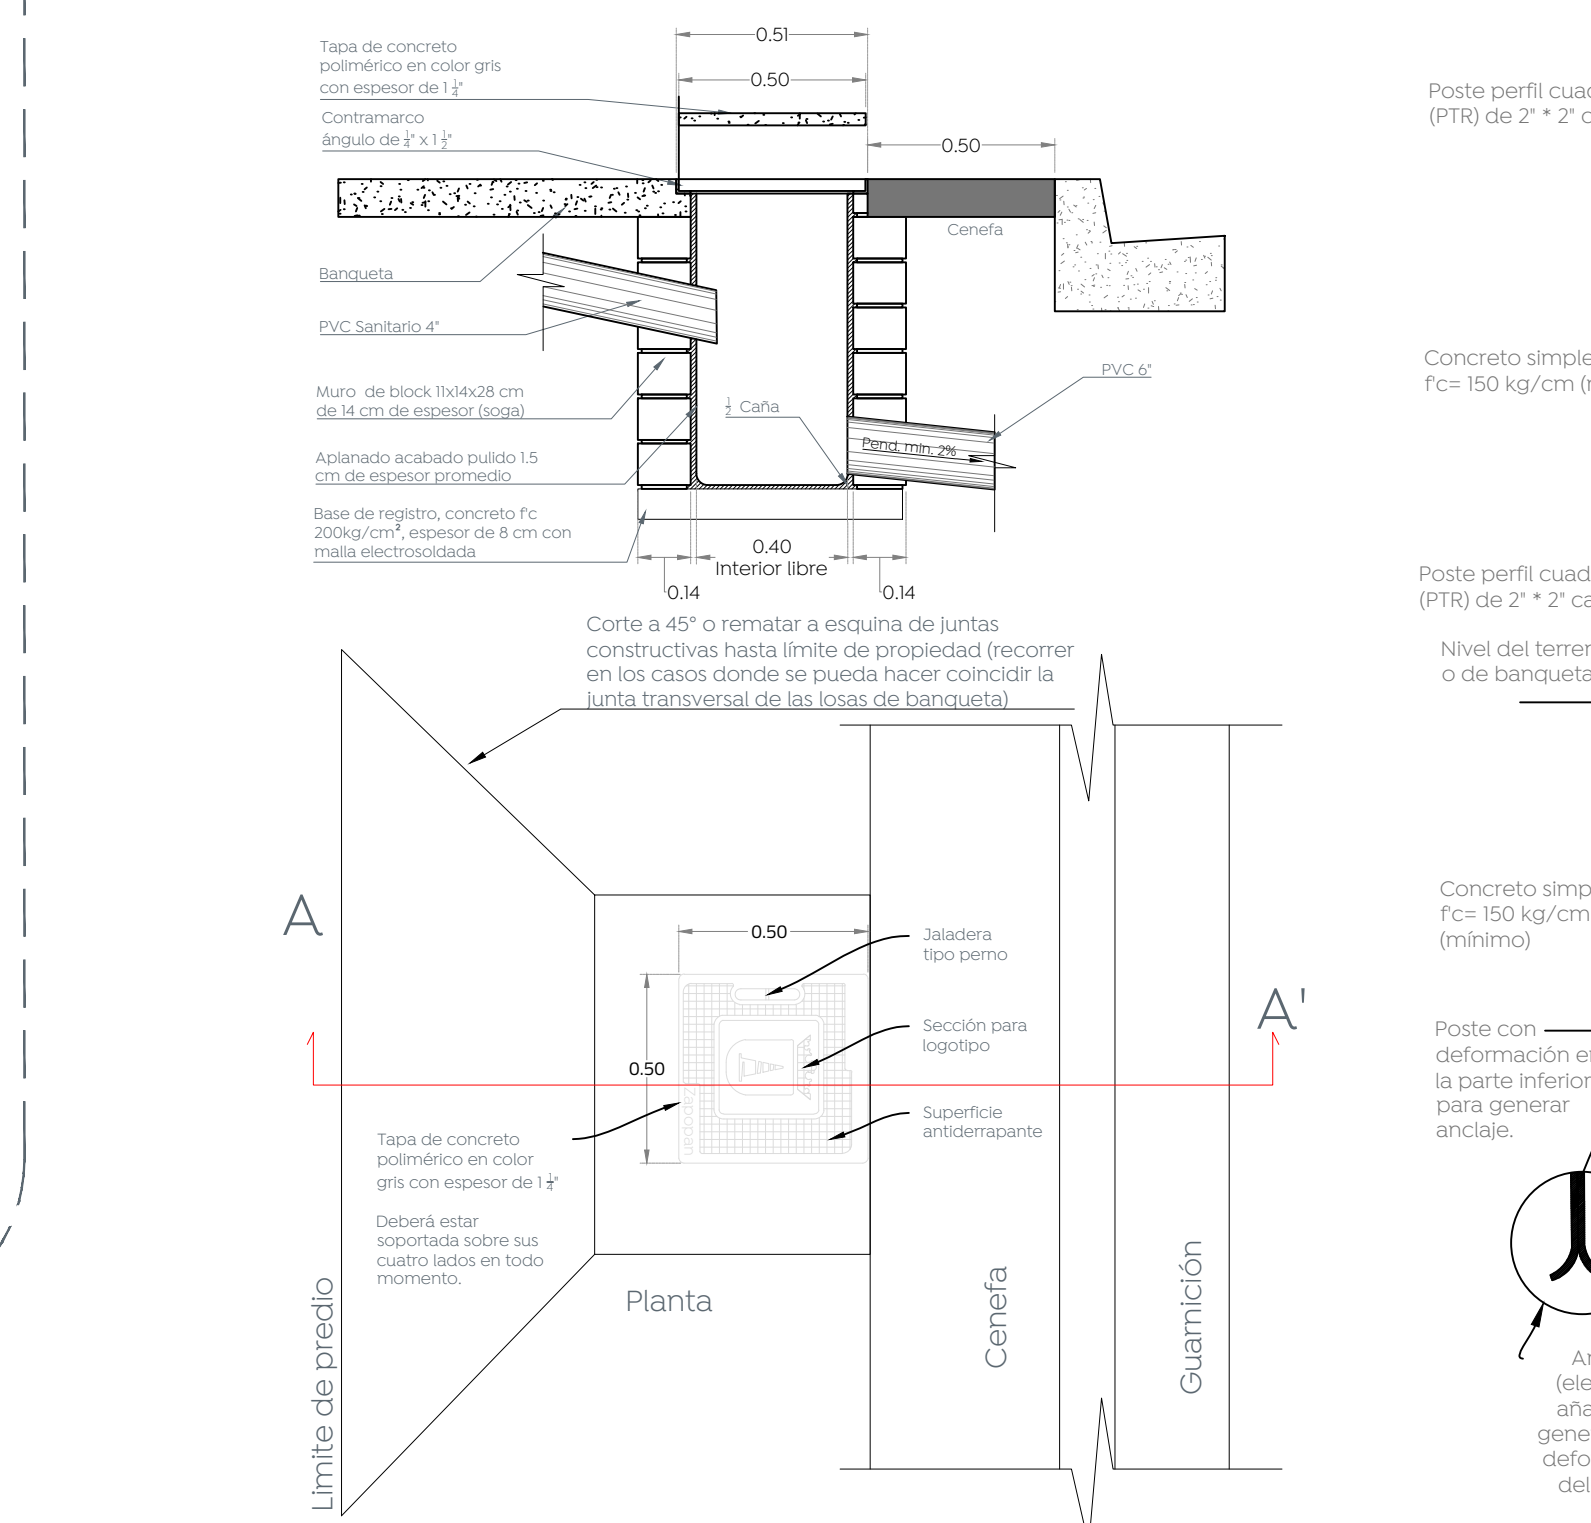 0.51
0.50
Tapa de concreto
polimérico en color gris
con espesor de 1 1/4"
Contramarco
ángulo de 1/4" x 1 1/2"
0.50
Cenefa
Banqueta
PVC Sanitario 4"
PVC 6"
Muro de block 11x14x28 cm
de 14 cm de espesor (soga)
1/2 Caña
Pend. min. 2%
Aplanado acabado pulido 1.5
cm de espesor promedio
Base de registro, concreto f'c
200kg/cm², espesor de 8 cm con
malla electrosoldada
0.40
Interior libre
0.14
0.14
Corte a 45° o rematar a esquina de juntas
constructivas hasta límite de propiedad (recorrer
en los casos donde se pueda hacer coincidir la
junta transversal de las losas de banqueta)
A
A'
0.50
0.50
Jaladera
tipo perno
Sección para
logotipo
Superficie
antiderrapante
Zapopan
Tapa de concreto
polimérico en color
gris con espesor de 1 1/4"
Deberá estar
soportada sobre sus
cuatro lados en todo
momento.
Planta
Limite de predio
Cenefa
Guarnición
Poste perfil cuad
(PTR) de 2" * 2" c
Concreto simple
f'c= 150 kg/cm (
Poste perfil cuad
(PTR) de 2" * 2" ca
Nivel del terren
o de banqueta
Concreto simp
f'c= 150 kg/cm
(mínimo)
Poste con
deformación e
la parte inferior
para generar
anclaje.
(ele
aña
gene
defo
del